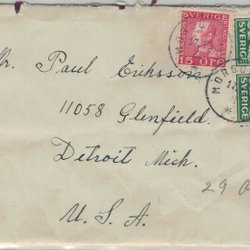 Mr. Paul Eriksson
11058 Glenfield.
Detroit Mich.
U. S. A.
SVERIGE
15 ÖRE
SVERIGE
SVERIGE
29